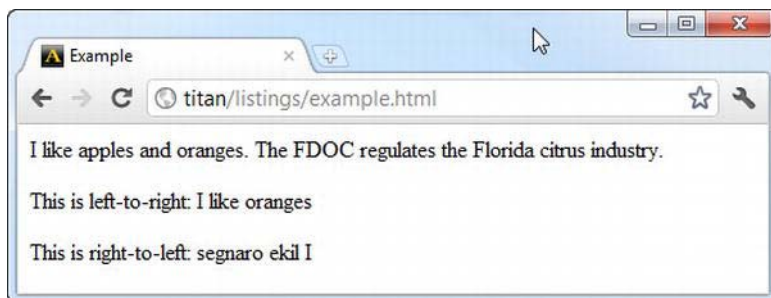 Example
titan/listings/example.html
I like apples and oranges. The FDOC regulates the Florida citrus industry.
This is left-to-right: I like oranges
This is right-to-left: segnaro ekil I